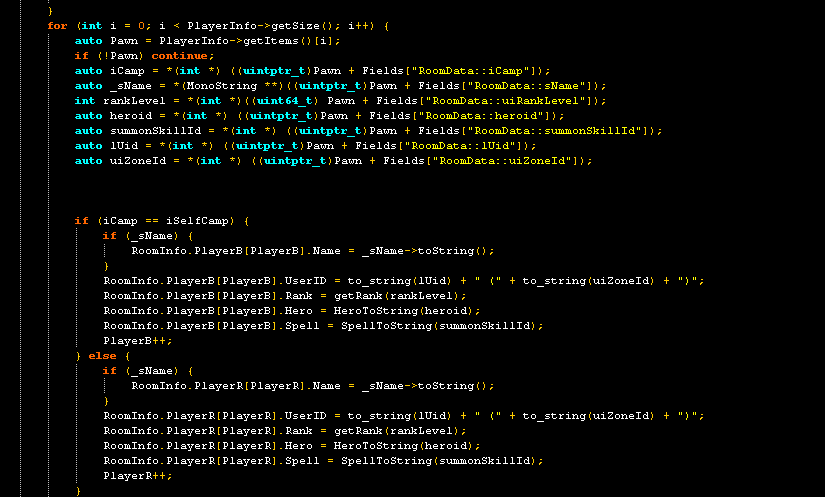 }
for (int i = 0; i < PlayerInfo->getSize(); i++) {
auto Pawn = PlayerInfo->getItems()[i];
if (!Pawn) continue;
auto iCamp = *(int *) ((uintptr_t)Pawn + Fields["RoomData::iCamp"]);
auto _sName = *(MonoString **)((uintptr_t)Pawn + Fields["RoomData::sName"]);
int rankLevel = *(int *)((uint64_t) Pawn + Fields["RoomData::uiRankLevel"]);
auto heroid = *(int *) ((uintptr_t)Pawn + Fields["RoomData::heroid"]);
auto summonSkillId = *(int *) ((uintptr_t)Pawn + Fields["RoomData::summonSkillId"]);
auto lUid = *(int *) ((uintptr_t)Pawn + Fields["RoomData::lUid"]);
auto uiZoneId = *(int *) ((uintptr_t)Pawn + Fields["RoomData::uiZoneId"]);
if (iCamp == iSelfCamp) {
if (_sName) {
RoomInfo.PlayerB[PlayerB].Name = _sName->toString();
}
RoomInfo.PlayerB[PlayerB].UserID = to_string(lUid) + " (" + to_string(uiZoneId) + ")";
RoomInfo.PlayerB[PlayerB].Rank = getRank(rankLevel);
RoomInfo.PlayerB[PlayerB].Hero = HeroToString(heroid);
RoomInfo.PlayerB[PlayerB].Spell = SpellToString(summonSkillId);
PlayerB++;
} else {
if (_sName) {
RoomInfo.PlayerR[PlayerR].Name = _sName->toString();
}
RoomInfo.PlayerR[PlayerR].UserID = to_string(lUid) + " (" + to_string(uiZoneId) + ")";
RoomInfo.PlayerR[PlayerR].Rank = getRank(rankLevel);
RoomInfo.PlayerR[PlayerR].Hero = HeroToString(heroid);
RoomInfo.PlayerR[PlayerR].Spell = SpellToString(summonSkillId);
PlayerR++;
}